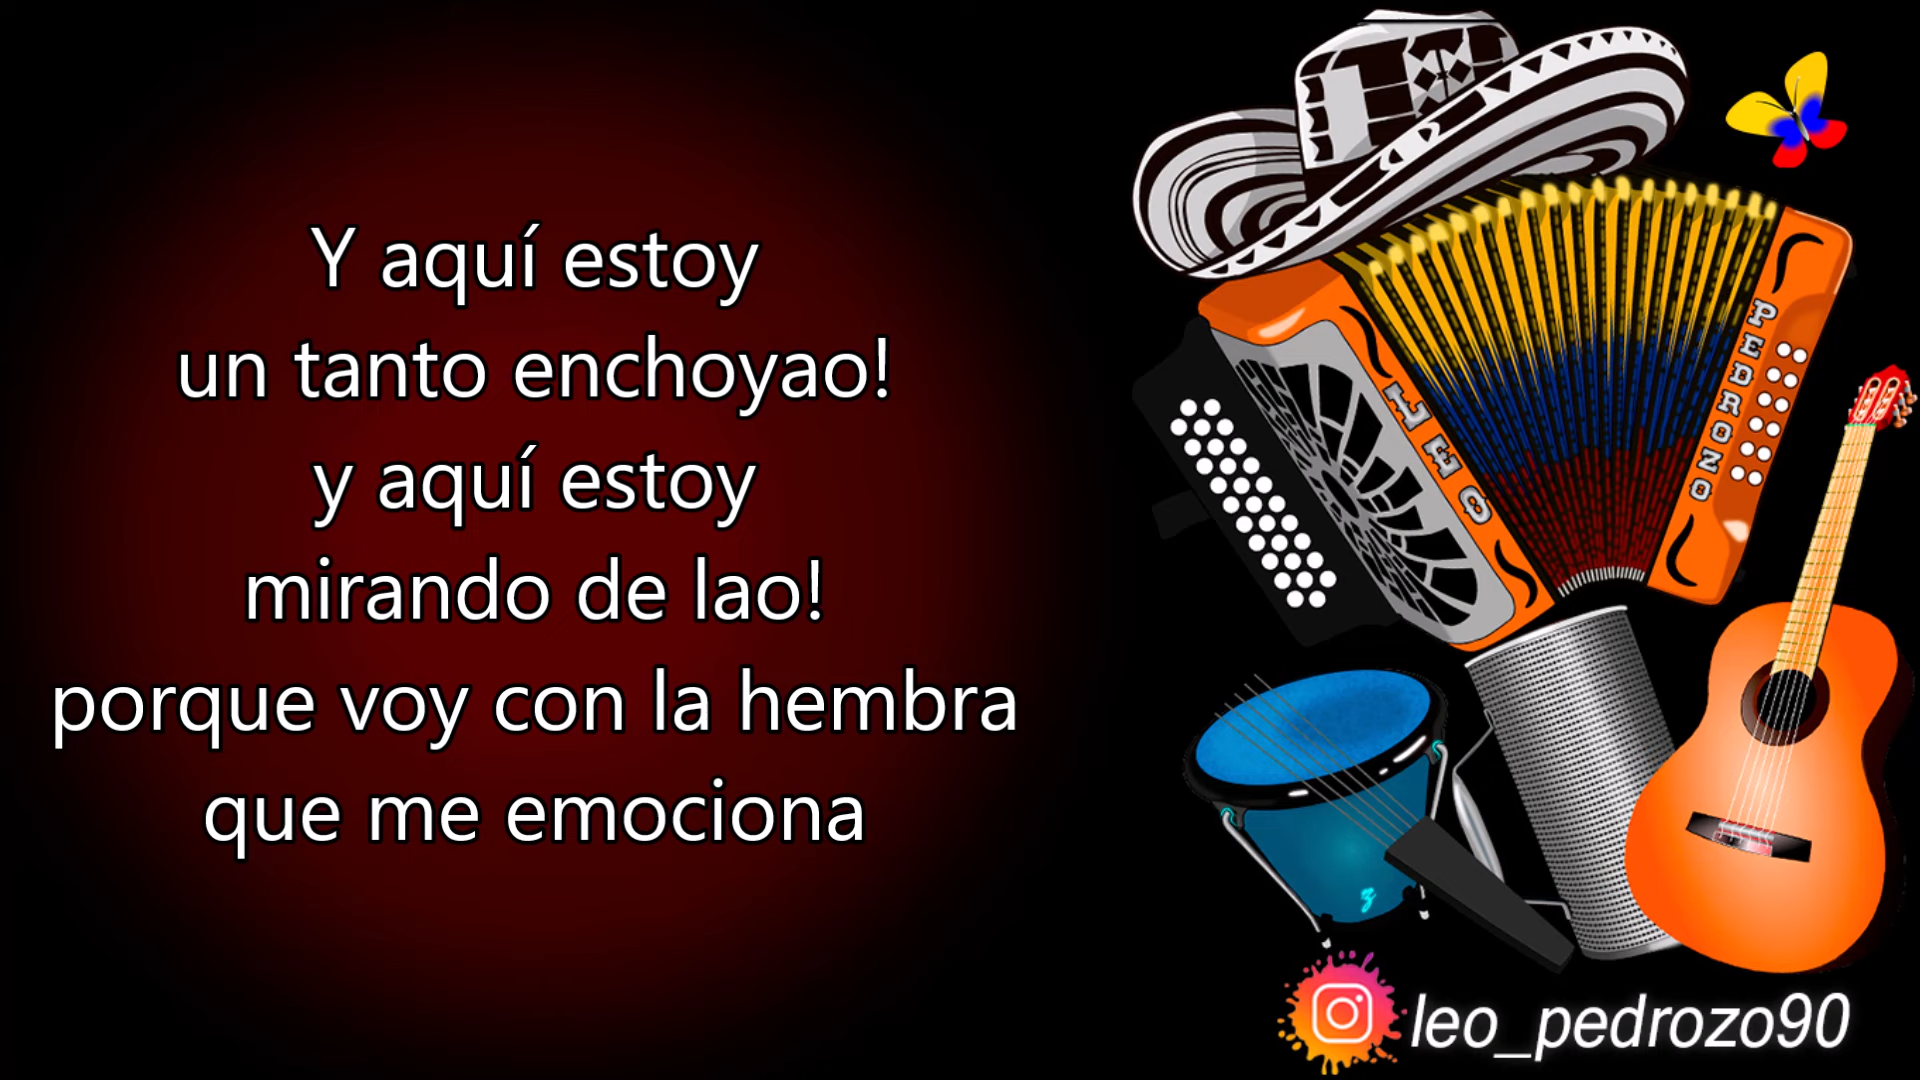 Y aquí estoy
un tanto enchoyao!
y aquí estoy
mirando de lao!
porque voy con la hembra
que me emociona
LEO
PEDROZO
z
leo_pedrozo90